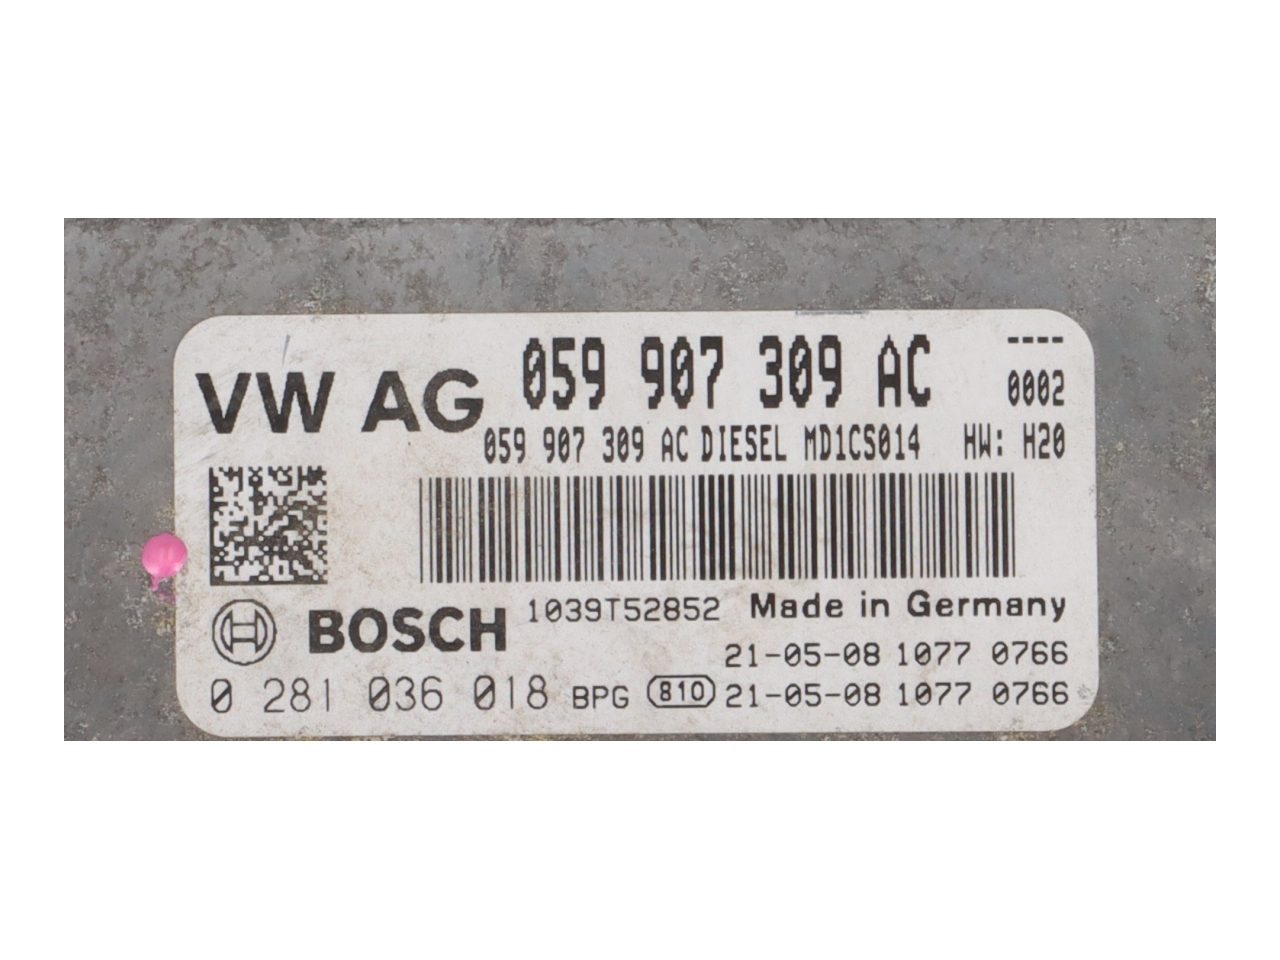 VW AG 059 907 309 AC ----
0002
059 907 309 AC DIESEL MD1CS014 HW: H20
BOSCH 1039T52852 Made in Germany
21-05-08 1077 0766
0 281 036 018 BPG 810 21-05-08 1077 0766